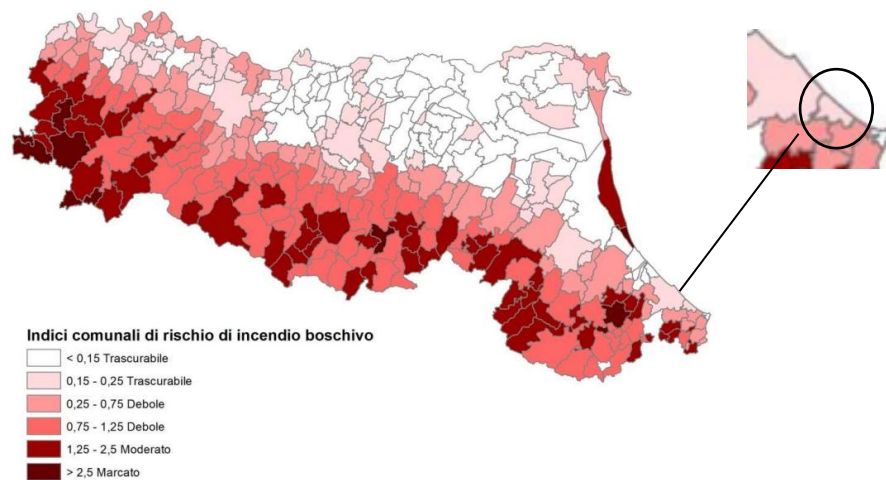 Indici comunali di rischio di incendio boschivo
< 0,15 Trascurabile
0,15 - 0,25 Trascurabile
0,25 - 0,75 Debole
0,75 - 1,25 Debole
1,25 - 2,5 Moderato
> 2,5 Marcato